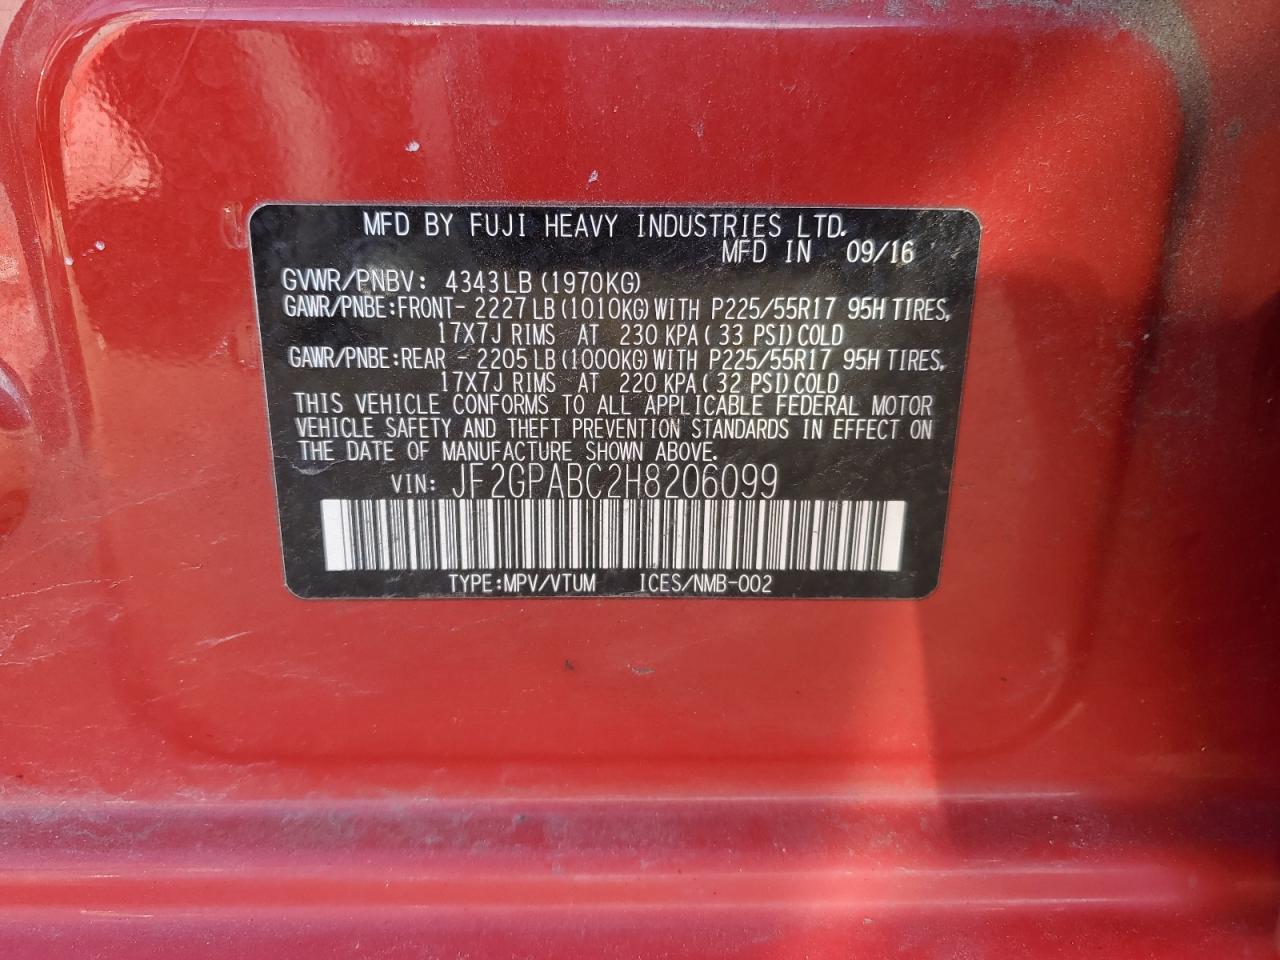 MFD BY FUJI HEAVY INDUSTRIES LTD.
MFD IN 09/16
GVWR/PNBV: 4343LB (1970KG)
GAWR/PNBE:FRONT- 2227LB (1010KG) WITH P225/55R17 95H TIRES,
17X7J RIMS AT 230 KPA (33 PSI) COLD
GAWR/PNBE:REAR - 2205LB (1000KG) WITH P225/55R17 95H TIRES,
17X7J RIMS AT 220 KPA (32 PSI) COLD
THIS VEHICLE CONFORMS TO ALL APPLICABLE FEDERAL MOTOR
VEHICLE SAFETY AND THEFT PREVENTION STANDARDS IN EFFECT ON
THE DATE OF MANUFACTURE SHOWN ABOVE.
VIN: JF2GPABC2H8206099
TYPE:MPV/VTUM ICES/NMB-002